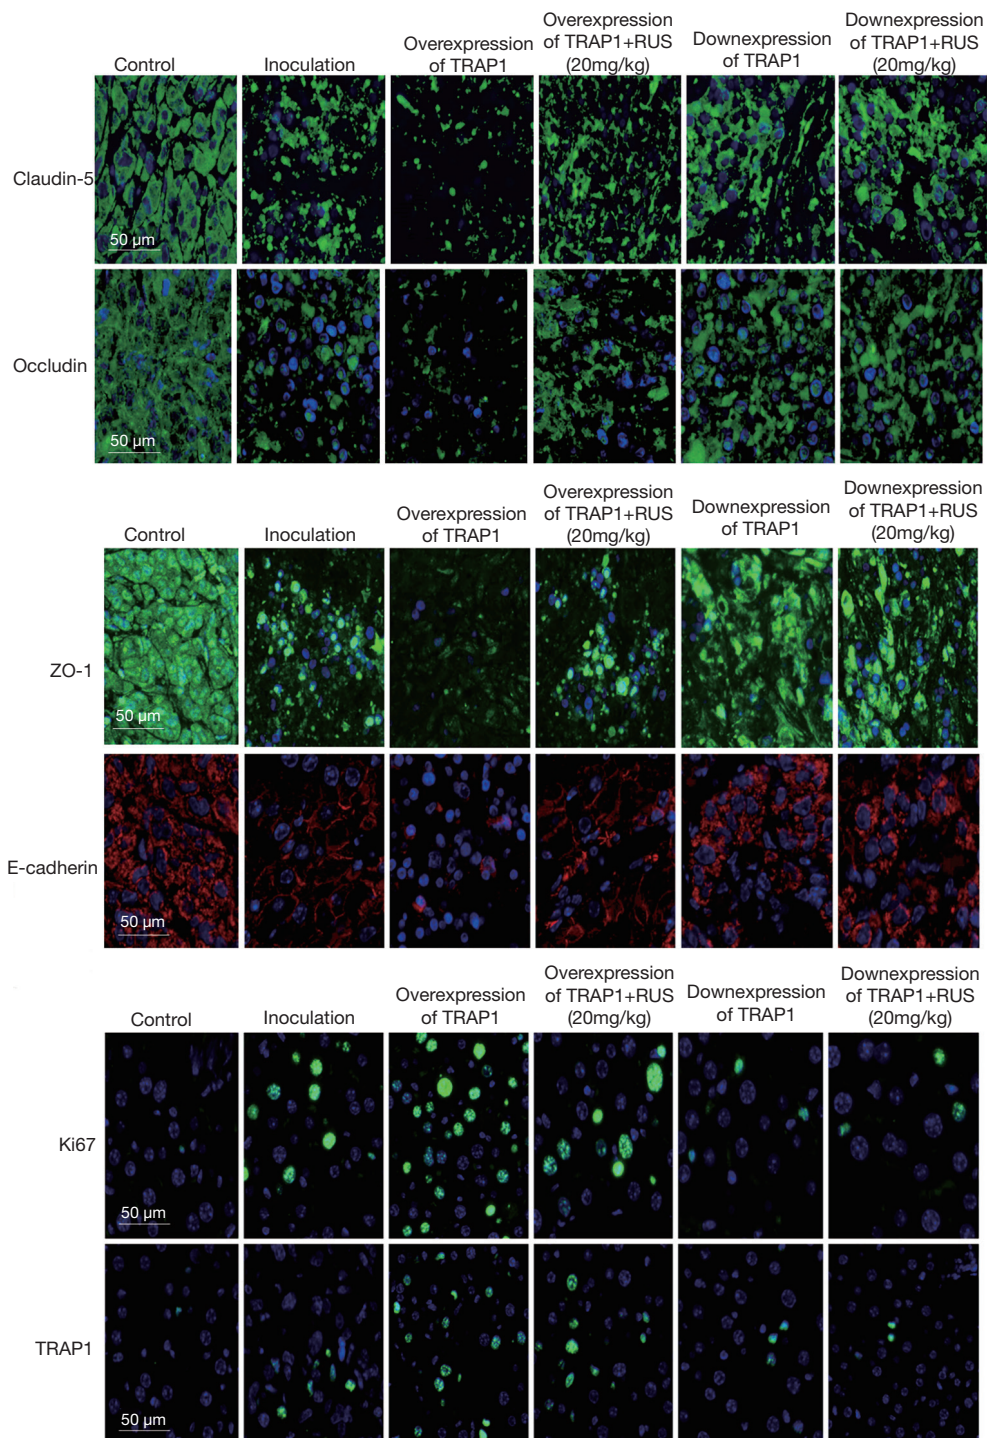 Control
Inoculation
Overexpression
of TRAP1
Overexpression
of TRAP1+RUS
(20mg/kg)
Downexpression
of TRAP1
Downexpression
of TRAP1+RUS
(20mg/kg)
Claudin-5
50 µm
Occludin
50 µm
Control
Inoculation
Overexpression
of TRAP1
Overexpression
of TRAP1+RUS
(20mg/kg)
Downexpression
of TRAP1
Downexpression
of TRAP1+RUS
(20mg/kg)
ZO-1
50 µm
E-cadherin
50 µm
Control
Inoculation
Overexpression
of TRAP1
Overexpression
of TRAP1+RUS
(20mg/kg)
Downexpression
of TRAP1
Downexpression
of TRAP1+RUS
(20mg/kg)
Ki67
50 µm
TRAP1
50 µm